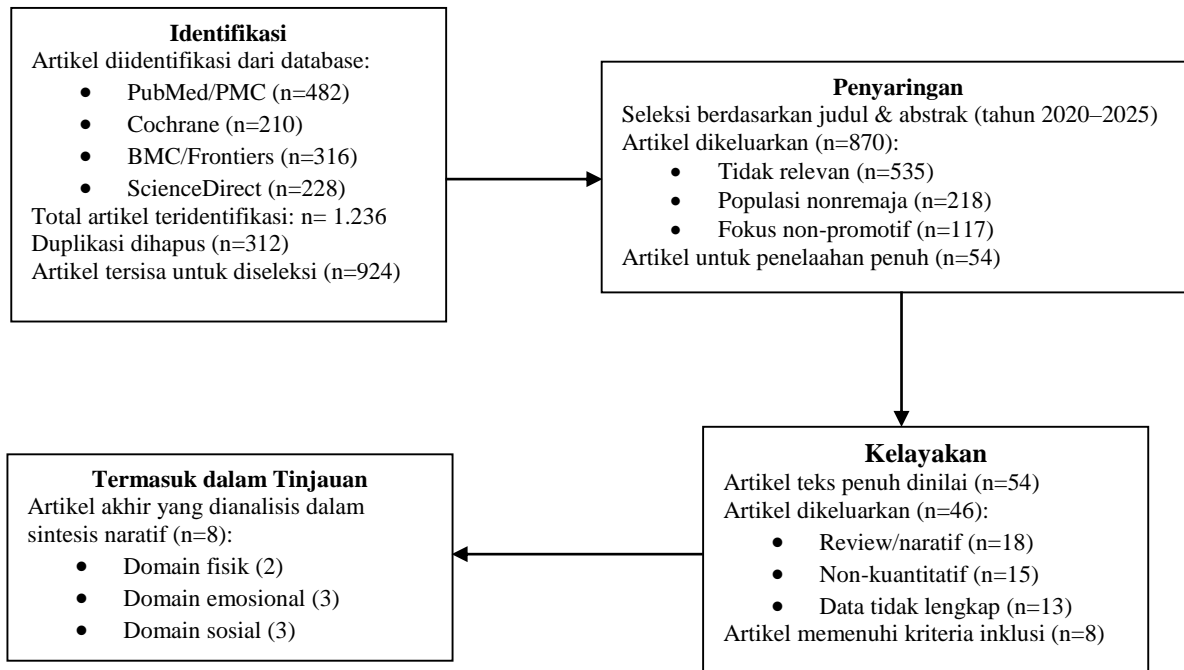 Identifikasi
Artikel diidentifikasi dari database:
• PubMed/PMC (n=482)
• Cochrane (n=210)
• BMC/Frontiers (n=316)
• ScienceDirect (n=228)
Total artikel teridentifikasi: n= 1.236
Duplikasi dihapus (n=312)
Artikel tersisa untuk diseleksi (n=924)
Penyaringan
Seleksi berdasarkan judul & abstrak (tahun 2020–2025)
Artikel dikeluarkan (n=870):
• Tidak relevan (n=535)
• Populasi nonremaja (n=218)
• Fokus non-promotif (n=117)
Artikel untuk penelaahan penuh (n=54)
Kelayakan
Artikel teks penuh dinilai (n=54)
Artikel dikeluarkan (n=46):
• Review/naratif (n=18)
• Non-kuantitatif (n=15)
• Data tidak lengkap (n=13)
Artikel memenuhi kriteria inklusi (n=8)
Termasuk dalam Tinjauan
Artikel akhir yang dianalisis dalam
sintesis naratif (n=8):
• Domain fisik (2)
• Domain emosional (3)
• Domain sosial (3)